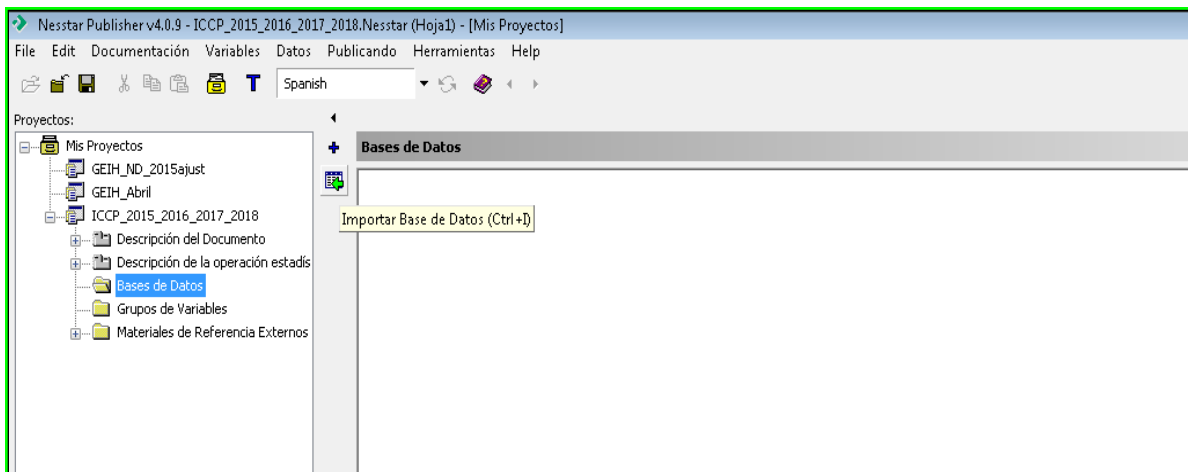 Nesstar Publisher v4.0.9 - ICCP_2015_2016_2017_2018.Nesstar (Hoja1) - [Mis Proyectos]
File Edit Documentación Variables Datos Publicando Herramientas Help
T Spanish
Proyectos:
Mis Proyectos
Bases de Datos
GEIH_ND_2015ajust
GEIH_Abril
ICCP_2015_2016_2017_2018
Importar Base de Datos (Ctrl+I)
Descripción del Documento
Descripción de la operación estadís
Bases de Datos
Grupos de Variables
Materiales de Referencia Externos